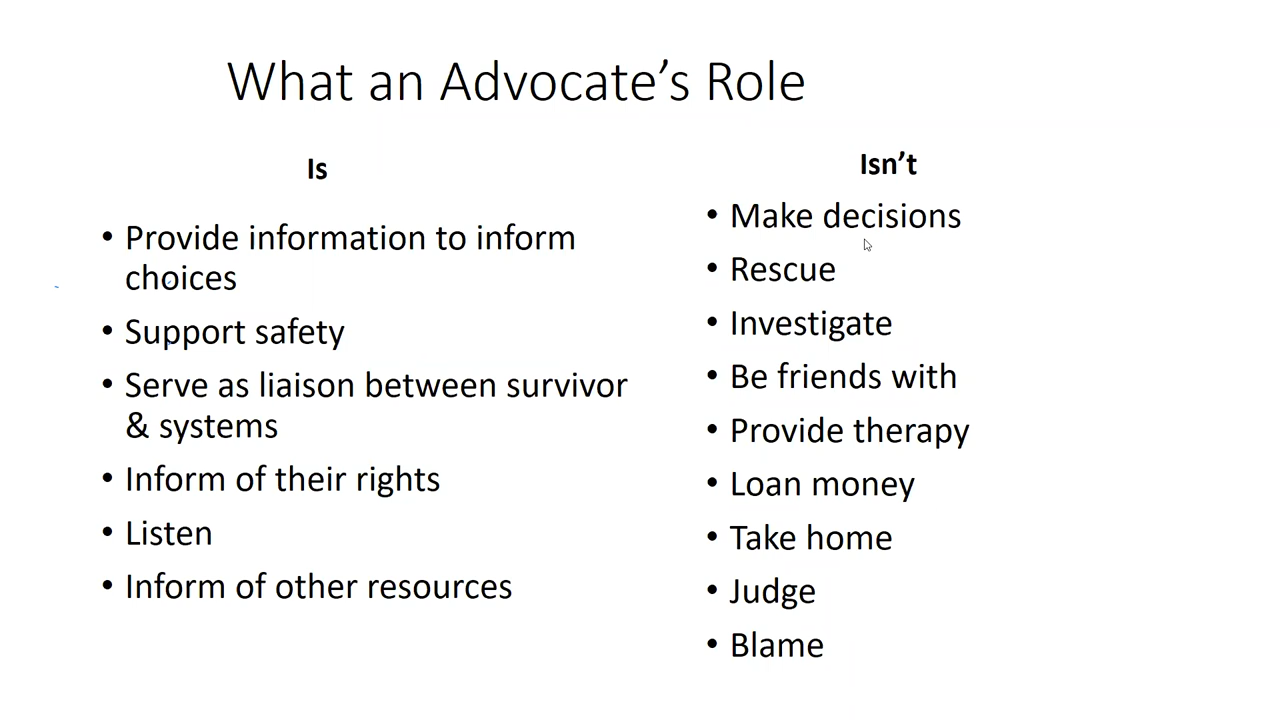 What an Advocate’s Role
Is
• Provide information to inform
choices
• Support safety
• Serve as liaison between survivor
& systems
• Inform of their rights
• Listen
• Inform of other resources
Isn’t
• Make decisions
• Rescue
• Investigate
• Be friends with
• Provide therapy
• Loan money
• Take home
• Judge
• Blame